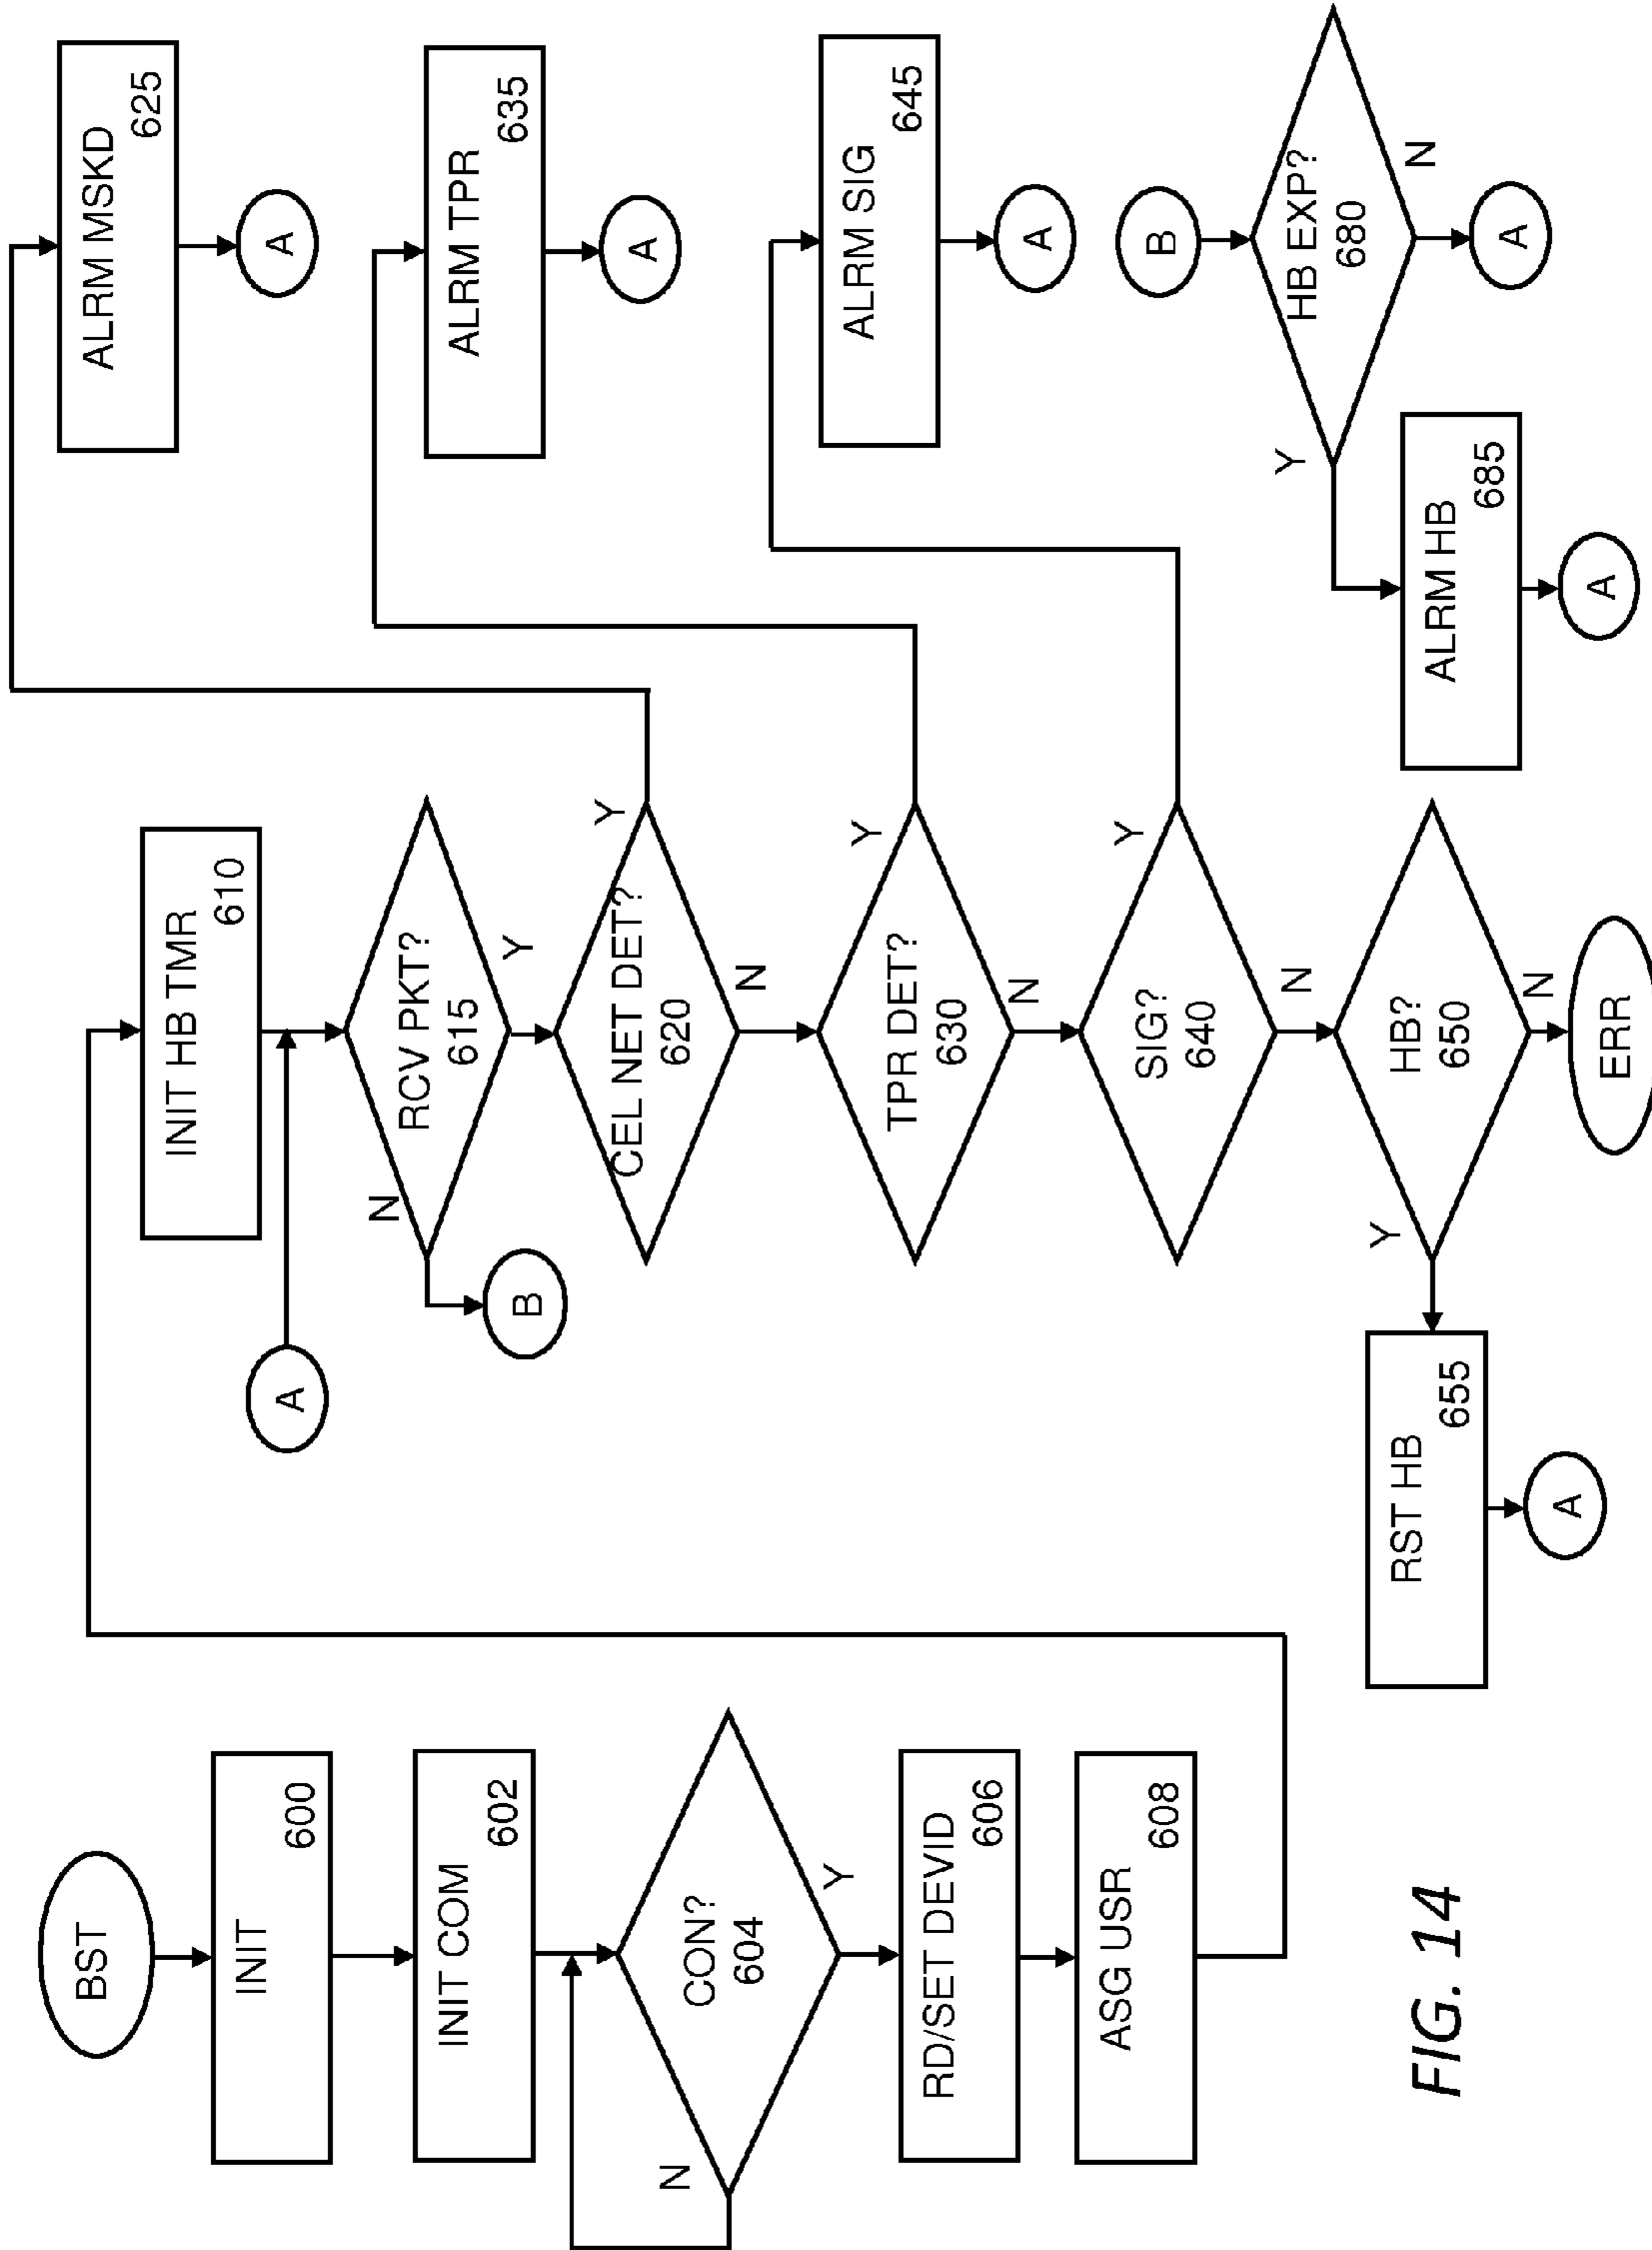 BST
INIT
600
INIT COM
602
CON?
604
N
Y
RD/SET DEVID
606
ASG USR
608
INIT HB TMR
610
A
RCV PKT?
615
N
Y
B
CEL NET DET?
620
Y
N
TPR DET?
630
Y
N
SIG?
640
Y
N
HB?
650
Y
N
RST HB
655
A
ERR
ALRM MSKD
625
A
ALRM TPR
635
A
ALRM SIG
645
A
B
HB EXP?
680
Y
N
ALRM HB
685
A
A
FIG. 14